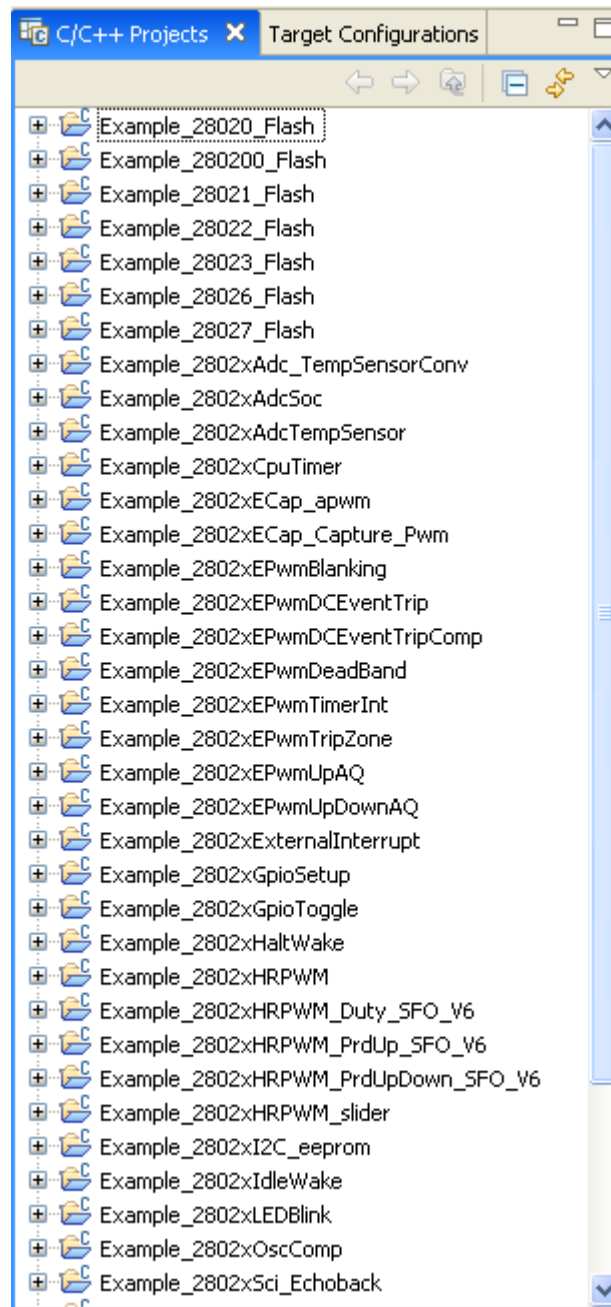 C/C++ Projects Target Configurations
Example_28020_Flash
Example_280200_Flash
Example_28021_Flash
Example_28022_Flash
Example_28023_Flash
Example_28026_Flash
Example_28027_Flash
Example_2802xAdc_TempSensorConv
Example_2802xAdcSoc
Example_2802xAdcTempSensor
Example_2802xCpuTimer
Example_2802xECap_apwm
Example_2802xECap_Capture_Pwm
Example_2802xEPwmBlanking
Example_2802xEPwmDCEventTrip
Example_2802xEPwmDCEventTripComp
Example_2802xEPwmDeadBand
Example_2802xEPwmTimerInt
Example_2802xEPwmTripZone
Example_2802xEPwmUpAQ
Example_2802xEPwmUpDownAQ
Example_2802xExternalInterrupt
Example_2802xGpioSetup
Example_2802xGpioToggle
Example_2802xHaltWake
Example_2802xHRPWM
Example_2802xHRPWM_Duty_SFO_V6
Example_2802xHRPWM_PrdUp_SFO_V6
Example_2802xHRPWM_PrdUpDown_SFO_V6
Example_2802xHRPWM_slider
Example_2802xI2C_eeprom
Example_2802xIdleWake
Example_2802xLEDBlink
Example_2802xOscComp
Example_2802xSci_Echoback